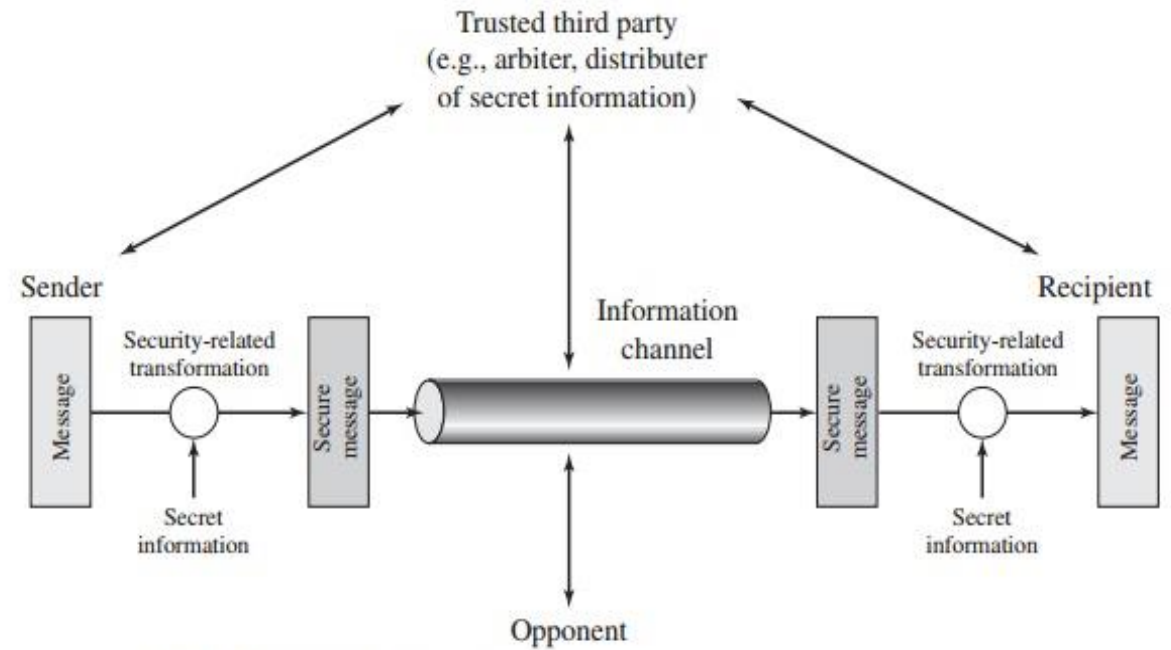 Trusted third party
(e.g., arbiter, distributer
of secret information)
Sender
Recipient
Information
channel
Security-related
transformation
Security-related
transformation
Message
Secure
message
Secure
message
Message
Secret
information
Secret
information
Opponent